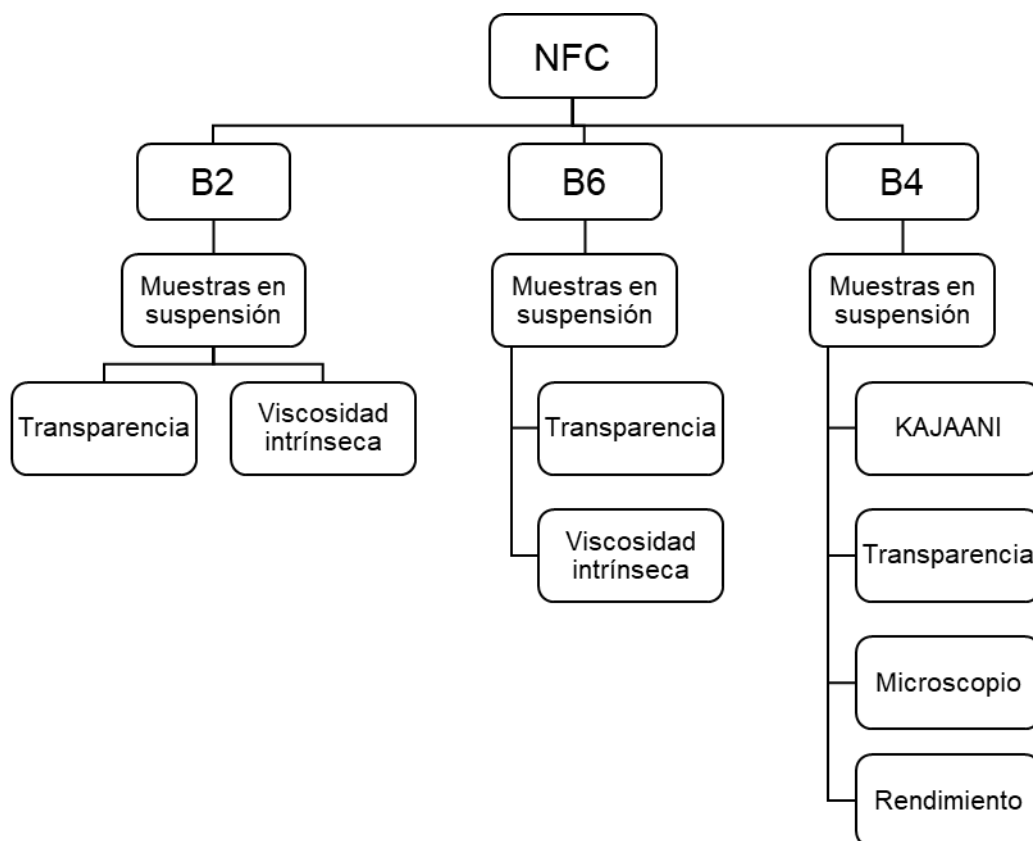 NFC
B2
B6
B4
Muestras en
suspensión
Muestras en
suspensión
Muestras en
suspensión
Transparencia
Viscosidad
intrínseca
Transparencia
Viscosidad
intrínseca
KAJAANI
Transparencia
Microscopio
Rendimiento